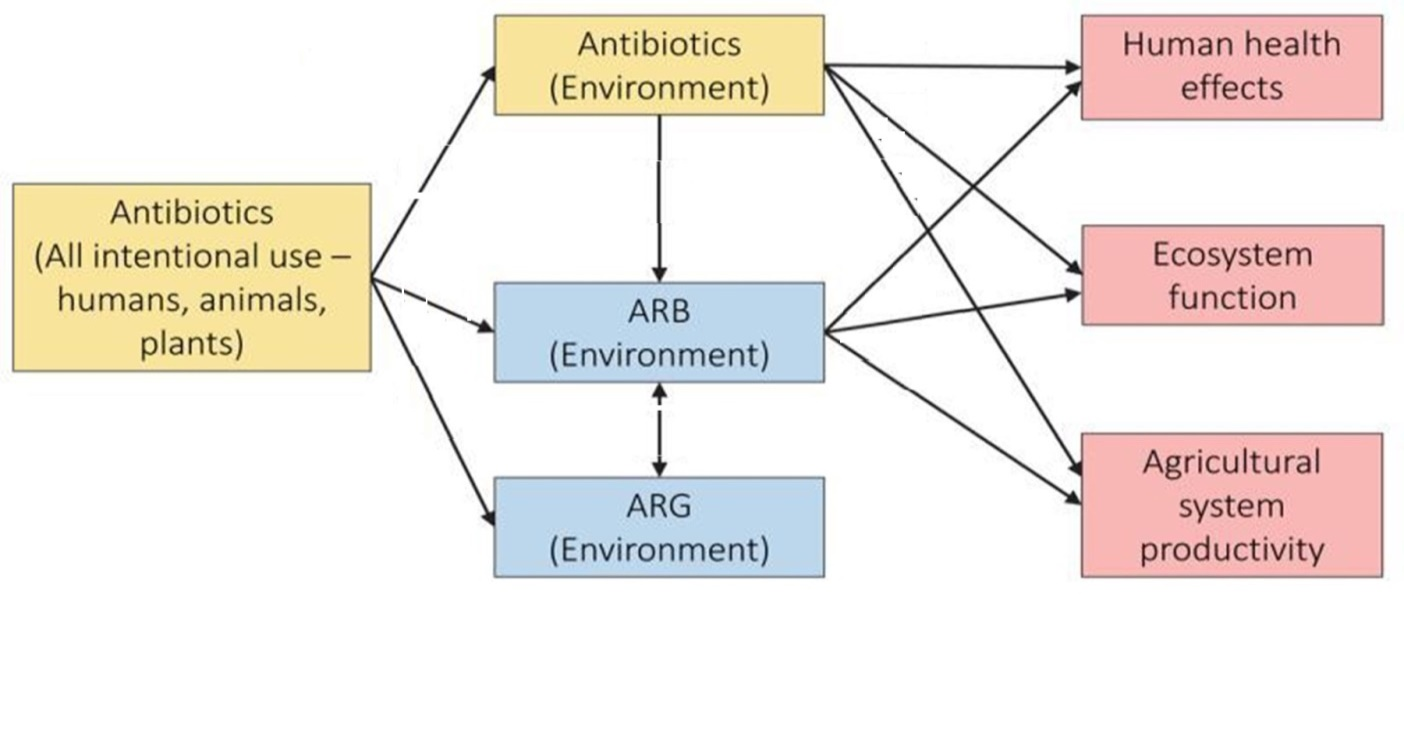 Antibiotics
(All intentional use –
humans, animals,
plants)
Antibiotics
(Environment)
ARB
(Environment)
ARG
(Environment)
Human health
effects
Ecosystem
function
Agricultural
system
productivity